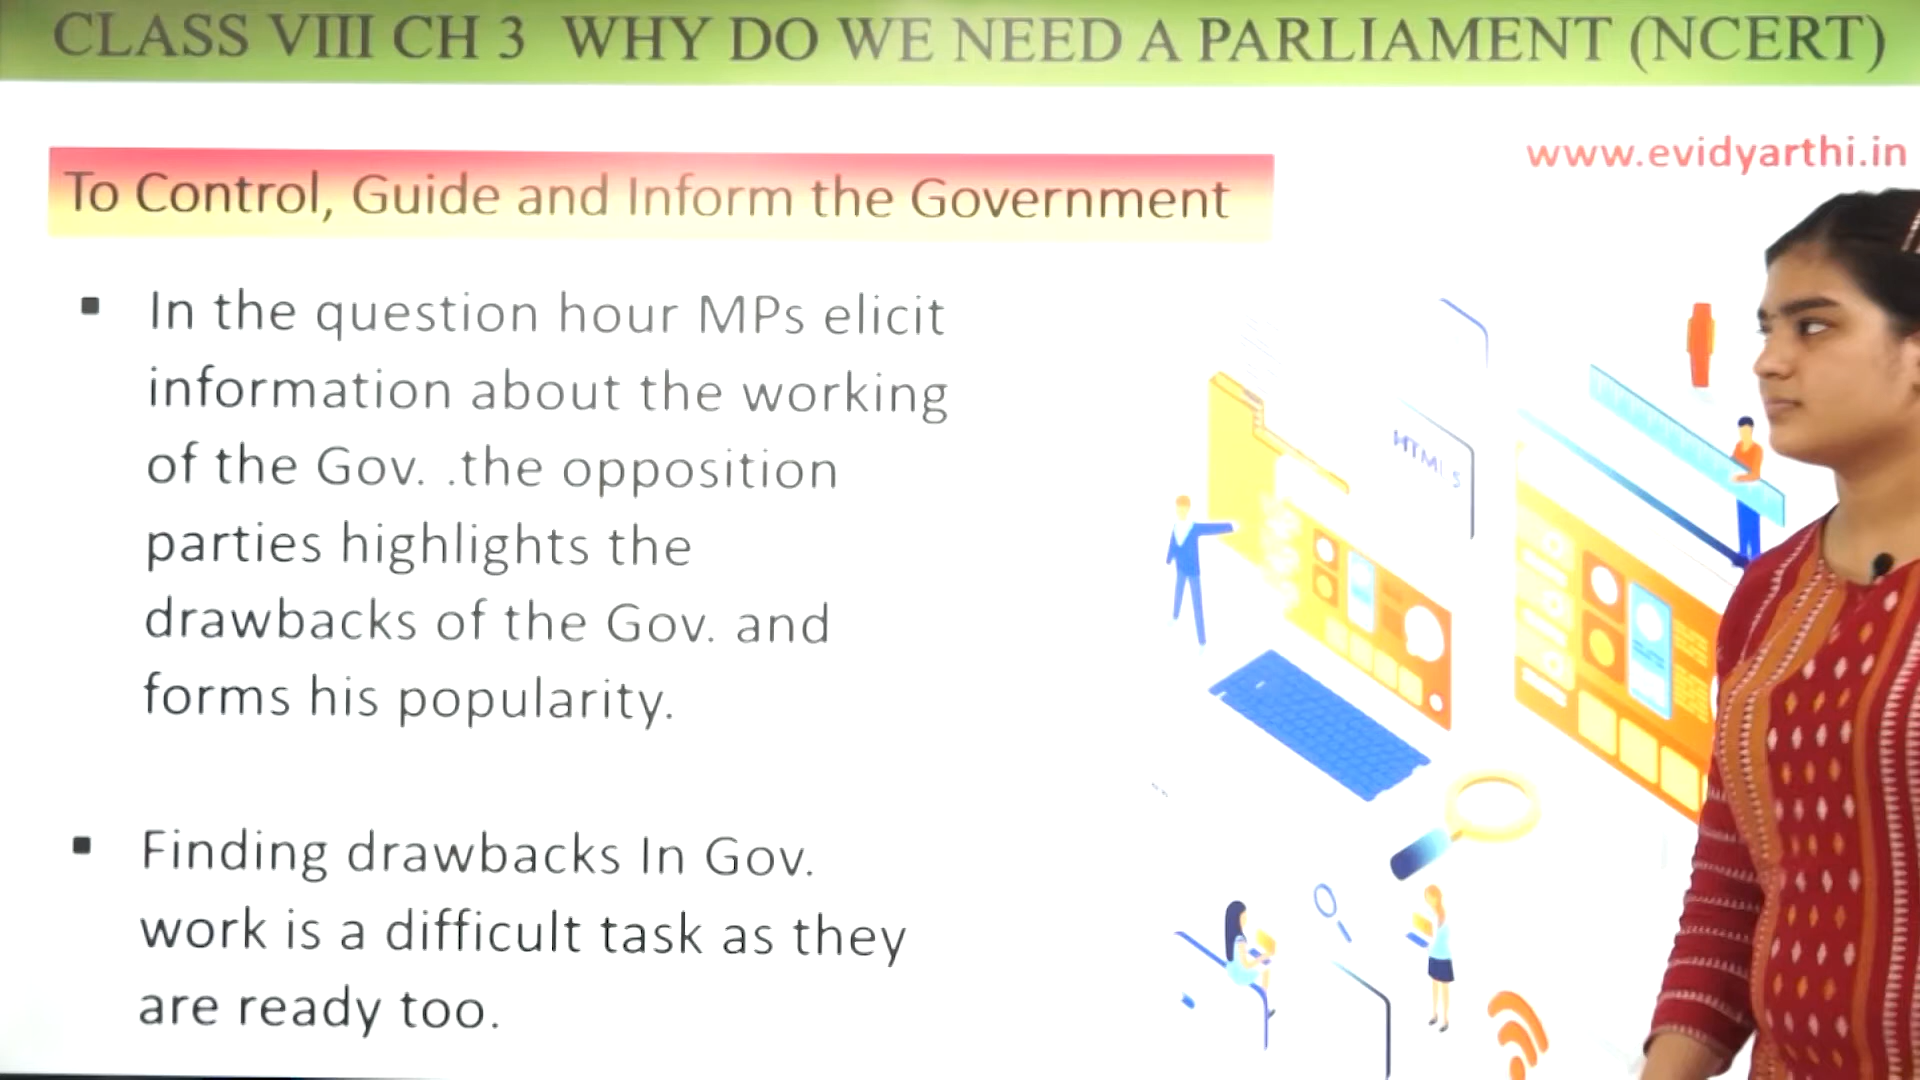 CLASS VIII CH 3 WHY DO WE NEED A PARLIAMENT (NCERT)
www.evidyarthi.in
To Control, Guide and Inform the Government
▪ In the question hour MPs elicit
information about the working
of the Gov. .the opposition
parties highlights the
drawbacks of the Gov. and
forms his popularity.
HTML5
▪ Finding drawbacks In Gov.
work is a difficult task as they
are ready too.